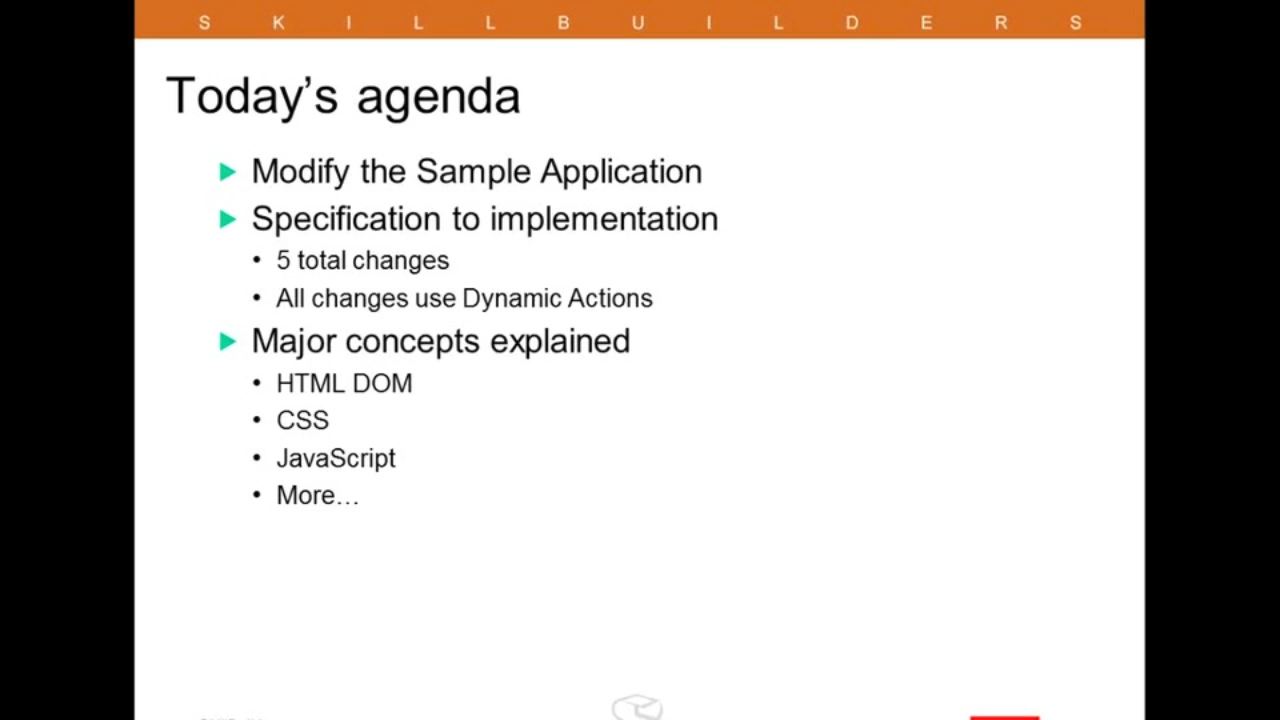 S K I L L B U I L D E R S
Today's agenda
Modify the Sample Application
Specification to implementation
• 5 total changes
• All changes use Dynamic Actions
Major concepts explained
• HTML DOM
• CSS
• JavaScript
• More…